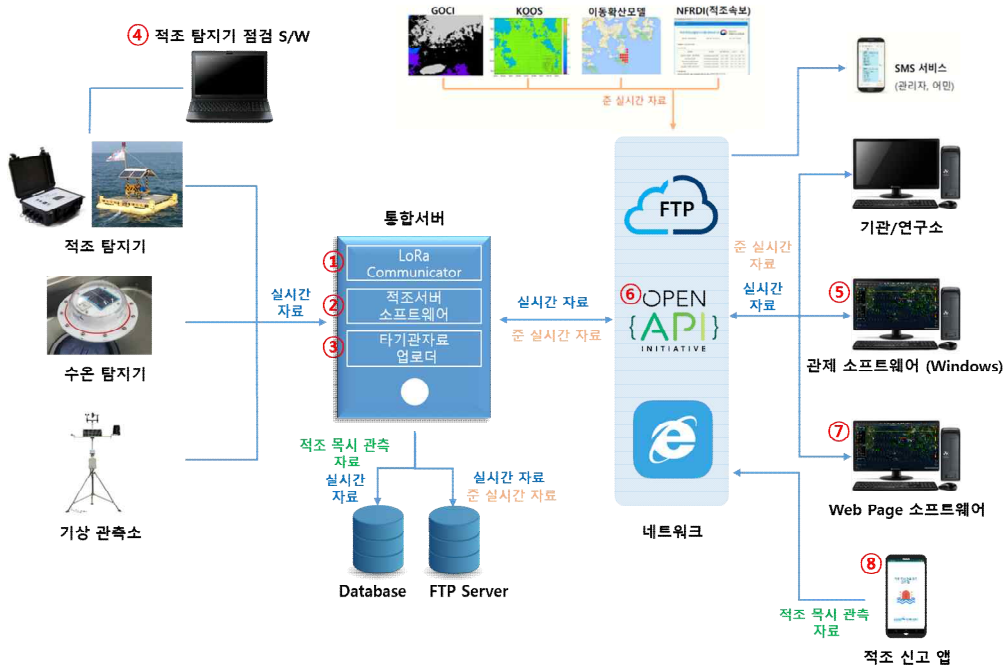 ④ 적조 탐지기 점검 S/W
GOCI
KOOS
이동확산모델
NFRDI(적조속보)
준 실시간 자료
SMS 서비스
(관리자, 어민)
적조 탐지기
통합서버
① LoRa
Communicator
② 적조서버
소프트웨어
③ 타기관자료
업로더
실시간
자료
수온 탐지기
기상 관측소
실시간 자료
준 실시간 자료
FTP
⑥ OPEN
{API}
INITIATIVE
네트워크
준 실시간
자료
실시간
자료
기관/연구소
⑤
관제 소프트웨어 (Windows)
⑦
Web Page 소프트웨어
적조 목시 관측
자료
실시간
자료
실시간 자료
준 실시간 자료
Database
FTP Server
⑧
적조 목시 관측
자료
적조 신고 앱